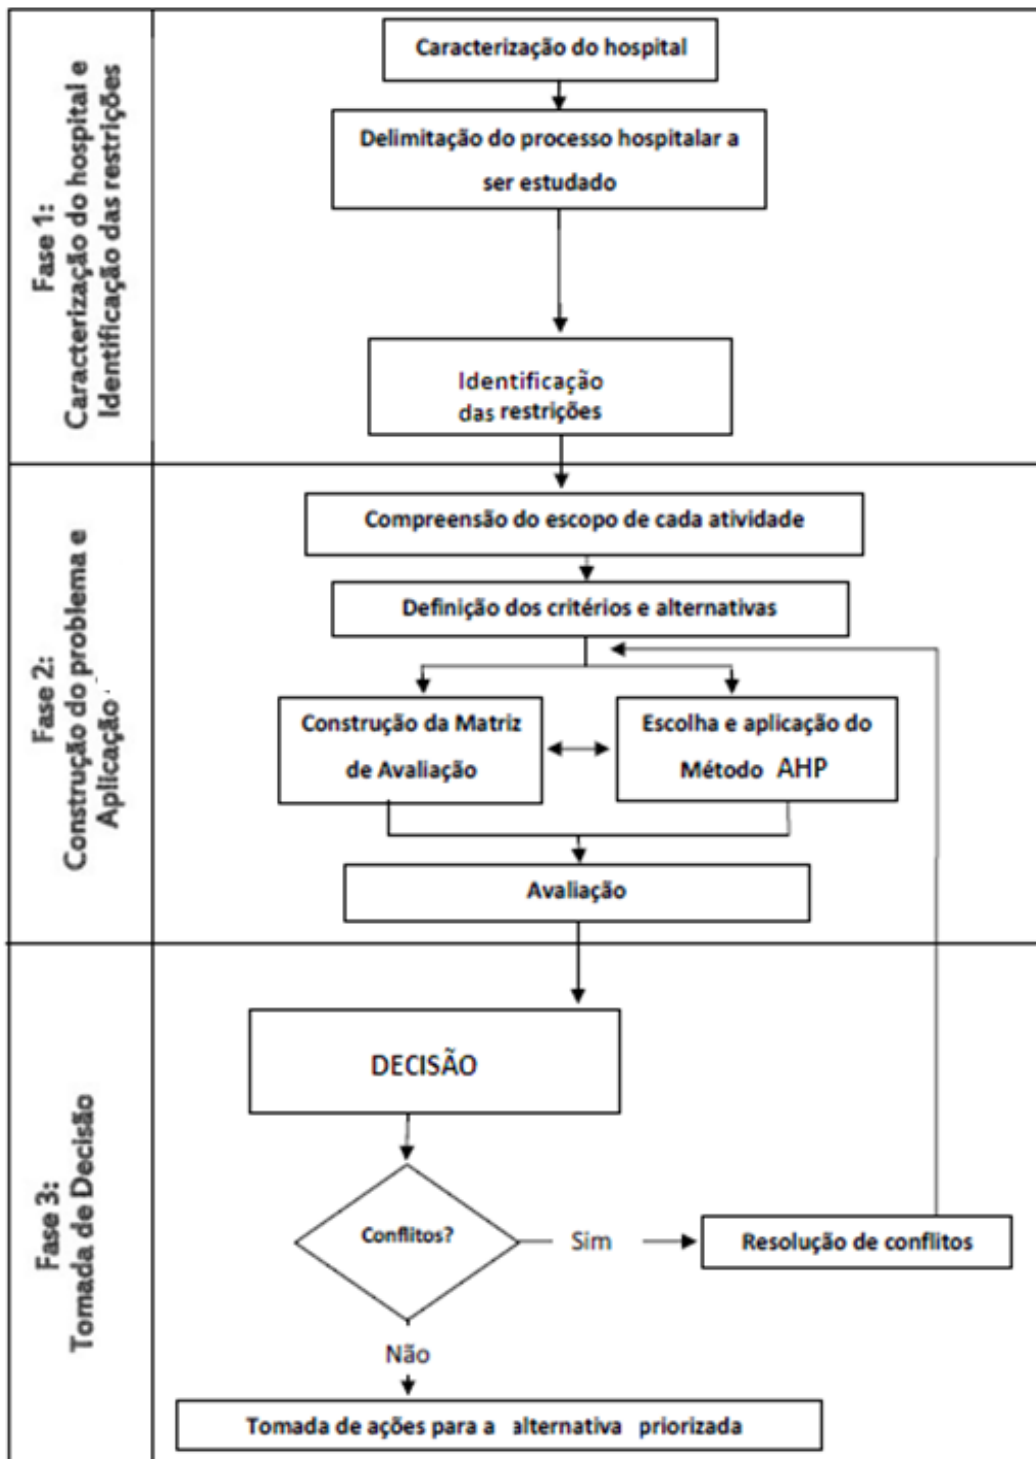 Fase 1:
Caracterização do hospital e
Identificação das restrições
Caracterização do hospital
Delimitação do processo hospitalar a
ser estudado
Identificação
das restrições
Fase 2:
Construção do problema e
Aplicação
Compreensão do escopo de cada atividade
Definição dos critérios e alternativas
Construção da Matriz
de Avaliação
Escolha e aplicação do
Método AHP
Avaliação
Fase 3:
Tomada de Decisão
DECISÃO
Conflitos?
Sim
Resolução de conflitos
Não
Tomada de ações para a alternativa priorizada